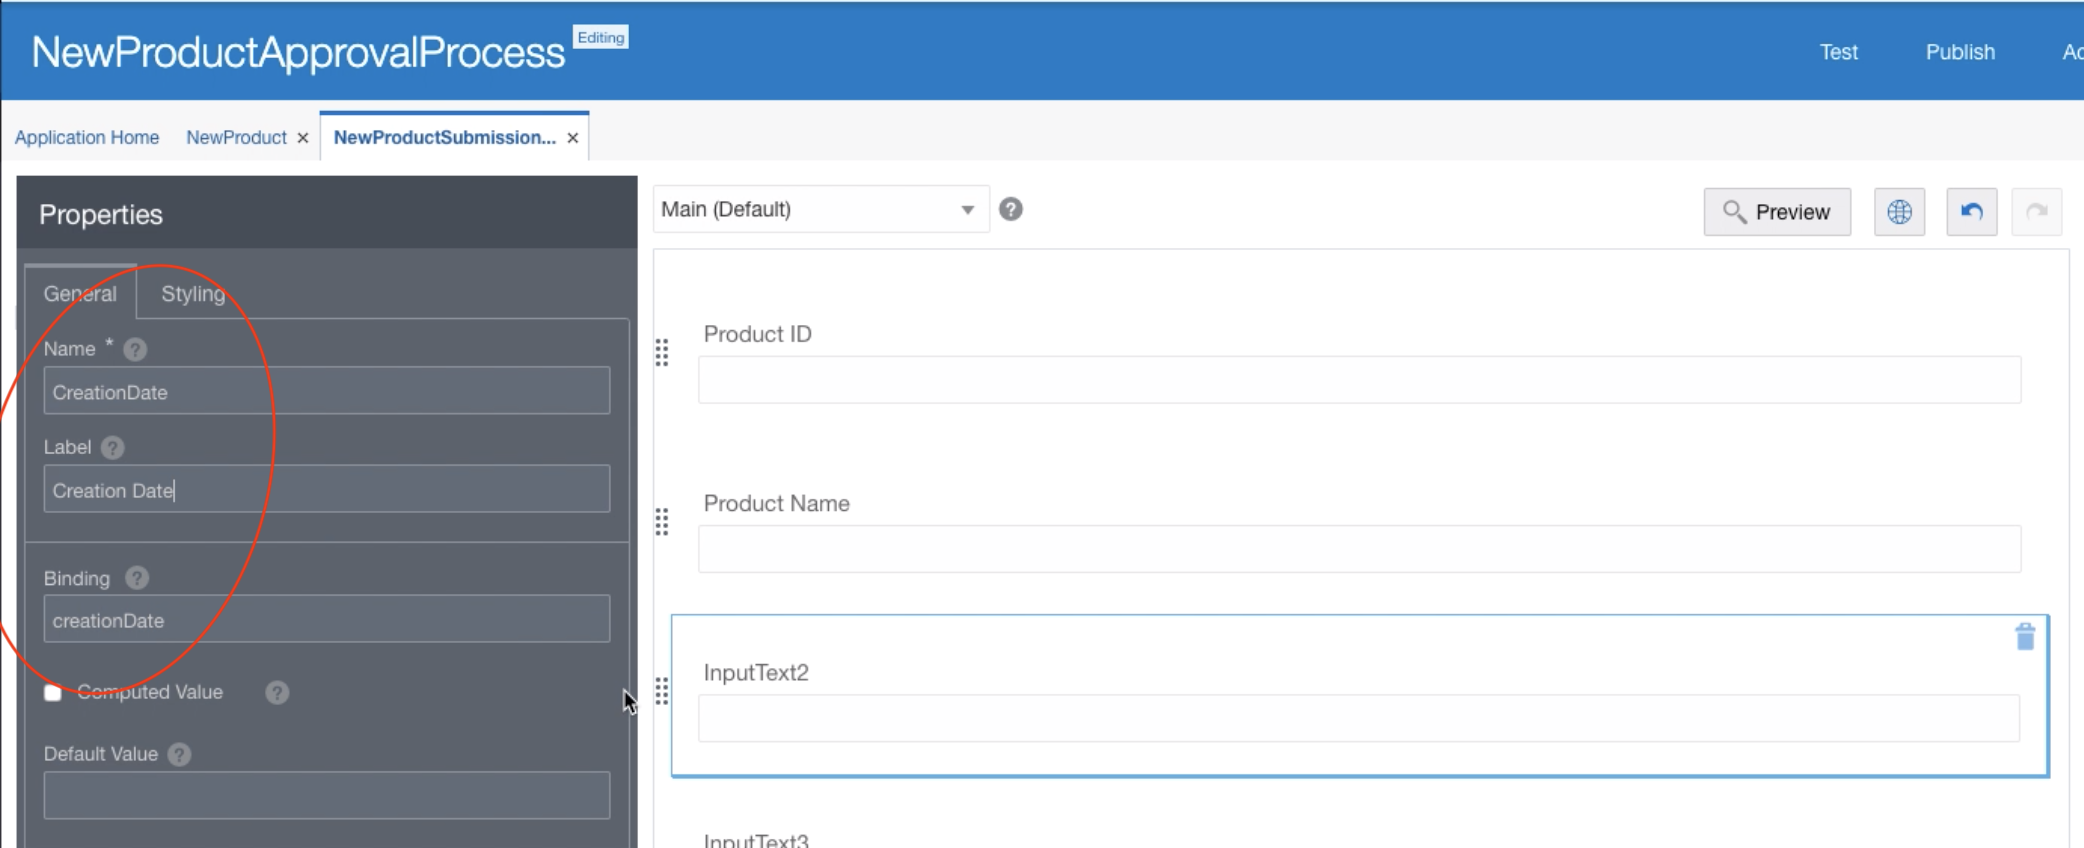 NewProductApprovalProcess Editing
Test Publish Ac
Application Home NewProduct × NewProductSubmission... ×
Properties
Main (Default) ?
Preview
General Styling
Name * ?
CreationDate
Label ?
Creation Date
Binding ?
creationDate
Computed Value ?
Default Value ?
Product ID
Product Name
InputText2
InputText3